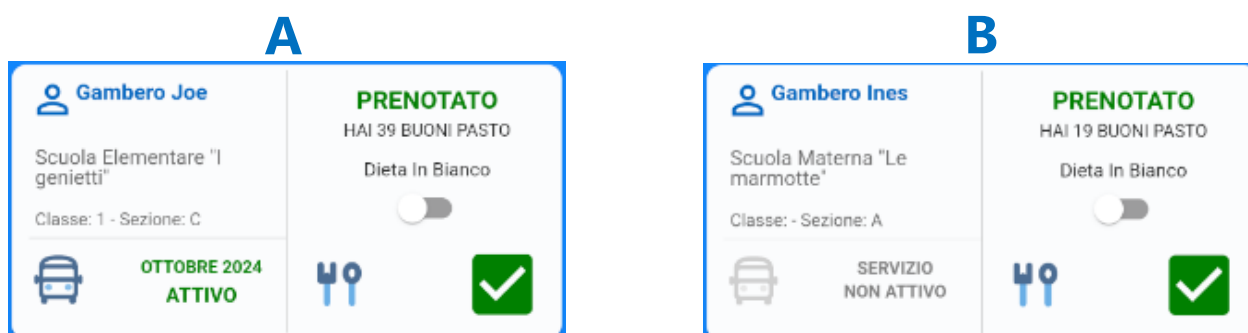 A
Gambero Joe
Scuola Elementare "I
genietti"
Classe: 1 - Sezione: C
OTTOBRE 2024
ATTIVO
PRENOTATO
HAI 39 BUONI PASTO
Dieta In Bianco
B
Gambero Ines
Scuola Materna "Le
marmotte"
Classe: - Sezione: A
SERVIZIO
NON ATTIVO
PRENOTATO
HAI 19 BUONI PASTO
Dieta In Bianco